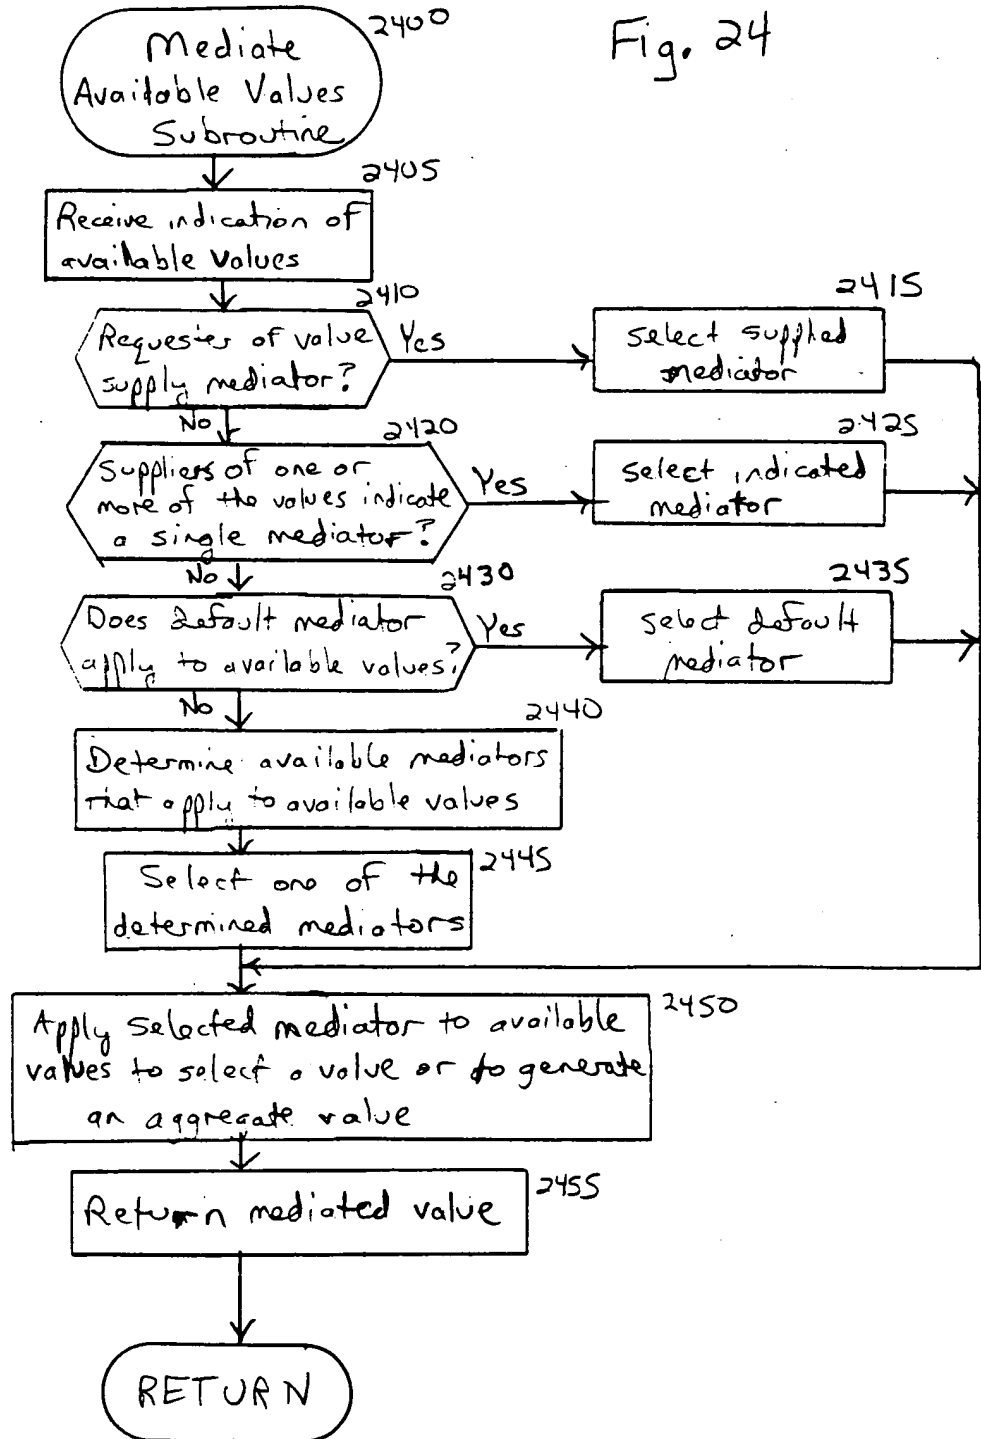 Fig. 24
2400
Mediate
Available Values
Subroutine
2405
Receive indication of
available values
2410
Requester of value
supply mediator?
Yes
2415
select supplied
mediator
No
2420
Suppliers of one or
more of the values indicate
a single mediator?
Yes
2425
select indicated
mediator
No
2430
Does default mediator
apply to available values?
Yes
2435
select default
mediator
No
2440
Determine available mediators
that apply to available values
2445
Select one of the
determined mediators
2450
Apply selected mediator to available
values to select a value or to generate
an aggregate value
2455
Return mediated value
RETURN